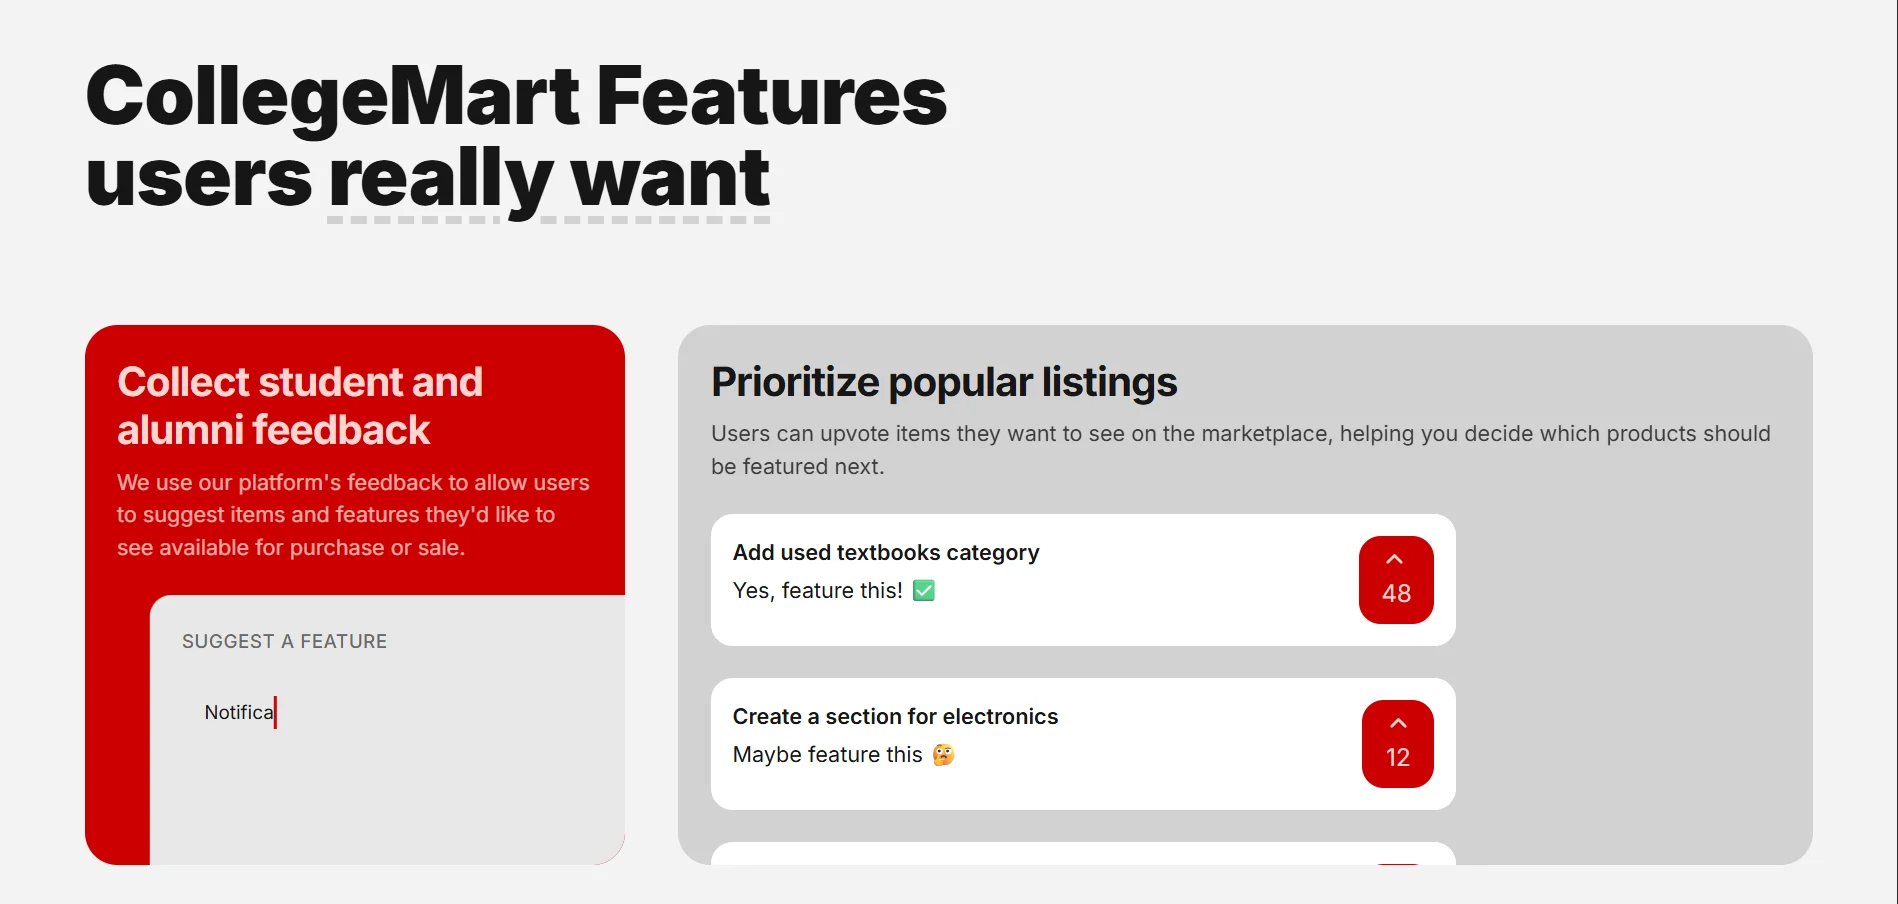 CollegeMart Features
users really want
Collect student and
alumni feedback
We use our platform's feedback to allow users
to suggest items and features they'd like to
see available for purchase or sale.
SUGGEST A FEATURE
Notifica
Prioritize popular listings
Users can upvote items they want to see on the marketplace, helping you decide which products should
be featured next.
Add used textbooks category
Yes, feature this! ✅
48
Create a section for electronics
Maybe feature this 🤔
12